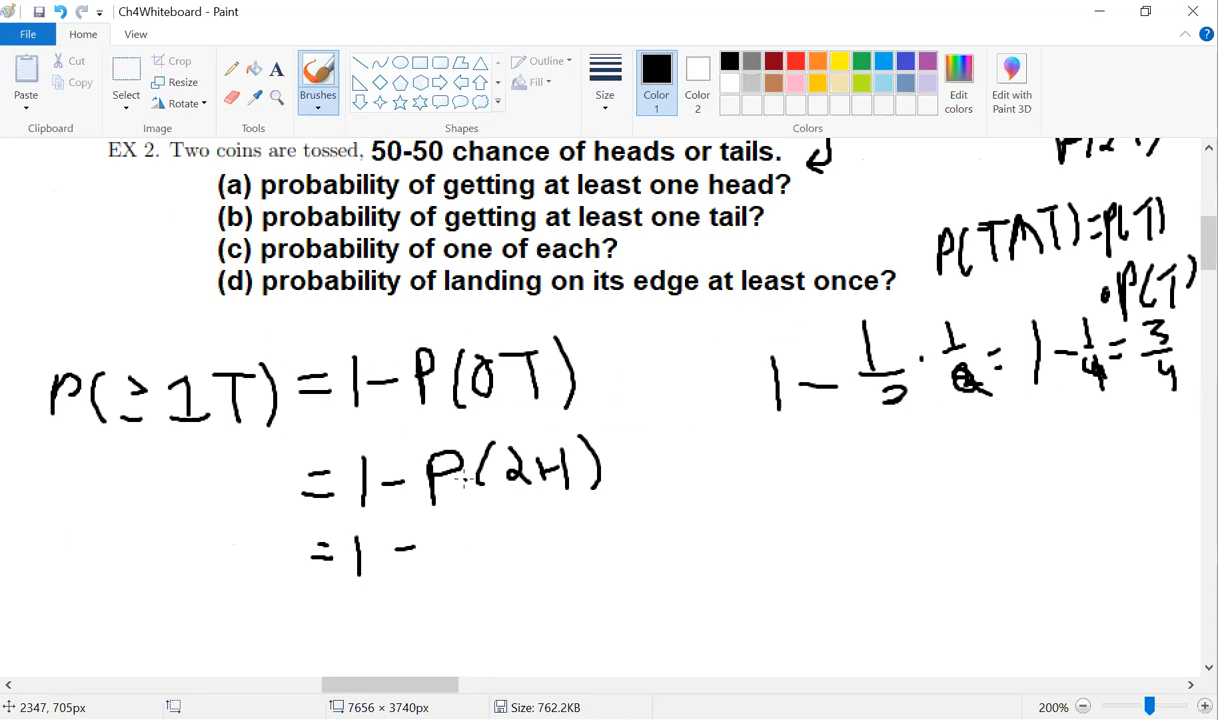 Ch4Whiteboard - Paint
File Home View
Paste Cut Copy Clipboard
Select Crop Resize Rotate Image
Tools
Brushes
Shapes Outline Fill
Size
Color 1 Color 2
Edit colors Colors
Edit with Paint 3D
EX 2. Two coins are tossed, 50-50 chance of heads or tails.
(a) probability of getting at least one head?
(b) probability of getting at least one tail?
(c) probability of one of each?
(d) probability of landing on its edge at least once?
P(T∧T)=P(T)
·P(T)
1 - 1/2 · 1/2 = 1 - 1/4 = 3/4
P(≥1T) = 1 - P(0T)
= 1 - P(2H)
= 1 -
2347, 705px 7656 × 3740px Size: 762.2KB 200%